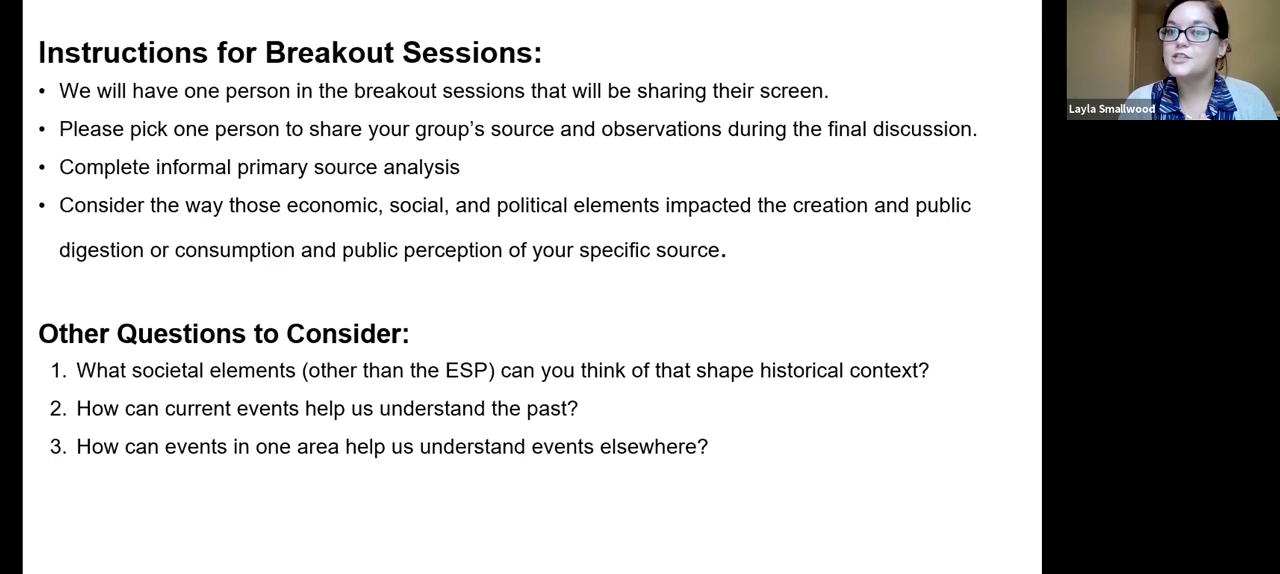 Instructions for Breakout Sessions:
• We will have one person in the breakout sessions that will be sharing their screen.
• Please pick one person to share your group's source and observations during the final discussion.
• Complete informal primary source analysis
• Consider the way those economic, social, and political elements impacted the creation and public
digestion or consumption and public perception of your specific source.
Other Questions to Consider:
1. What societal elements (other than the ESP) can you think of that shape historical context?
2. How can current events help us understand the past?
3. How can events in one area help us understand events elsewhere?
Layla Smallwood